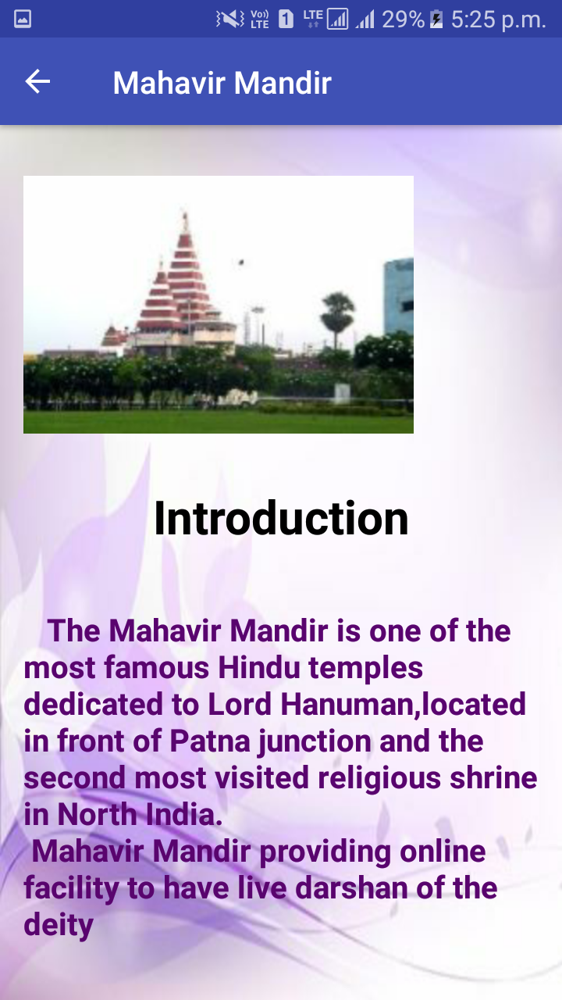 Vo)) LTE 1 LTE 29% 5:25 p.m.
Mahavir Mandir
Introduction
The Mahavir Mandir is one of the
most famous Hindu temples
dedicated to Lord Hanuman,located
in front of Patna junction and the
second most visited religious shrine
in North India.
Mahavir Mandir providing online
facility to have live darshan of the
deity